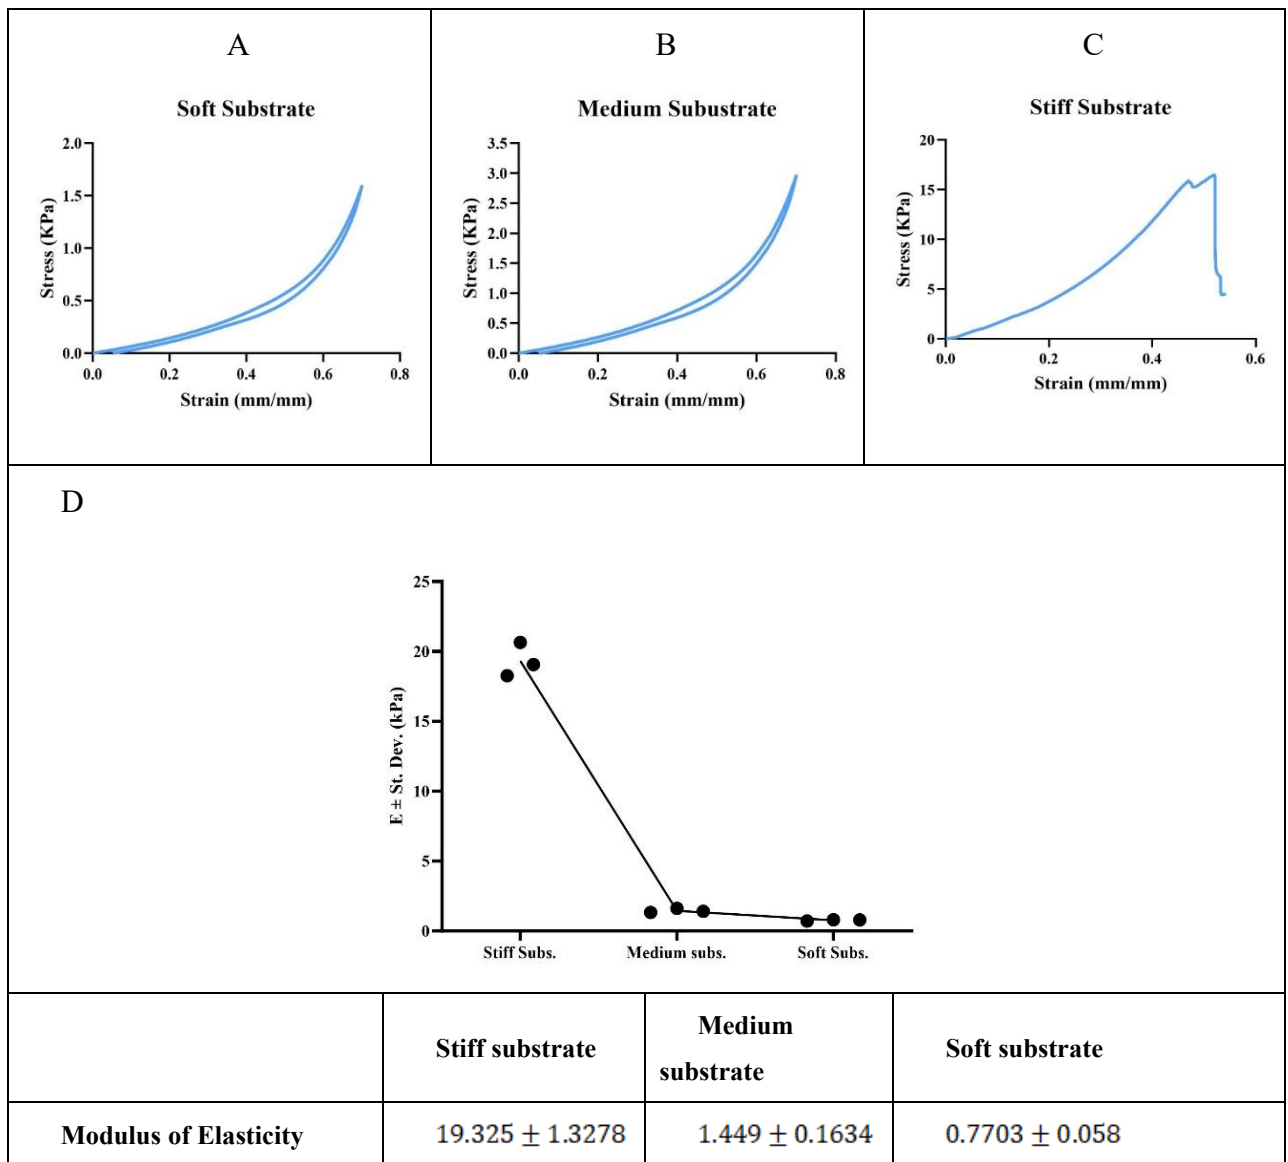 A
Soft Substrate
2.0
1.5
1.0
0.5
0.0
Stress (KPa)
0.0 0.2 0.4 0.6 0.8
Strain (mm/mm)
B
Medium Subustrate
3.5
3.0
2.5
2.0
1.5
1.0
0.5
0.0
Stress (KPa)
0.0 0.2 0.4 0.6 0.8
Strain (mm/mm)
C
Stiff Substrate
20
15
10
5
0
Stress (KPa)
0.0 0.2 0.4 0.6
Strain (mm/mm)
D
25
20
15
10
5
0
E ± St. Dev. (kPa)
Stiff Subs. Medium subs. Soft Subs.
Stiff substrate
Medium
substrate
Soft substrate
Modulus of Elasticity 19.325 ± 1.3278 1.449 ± 0.1634 0.7703 ± 0.058